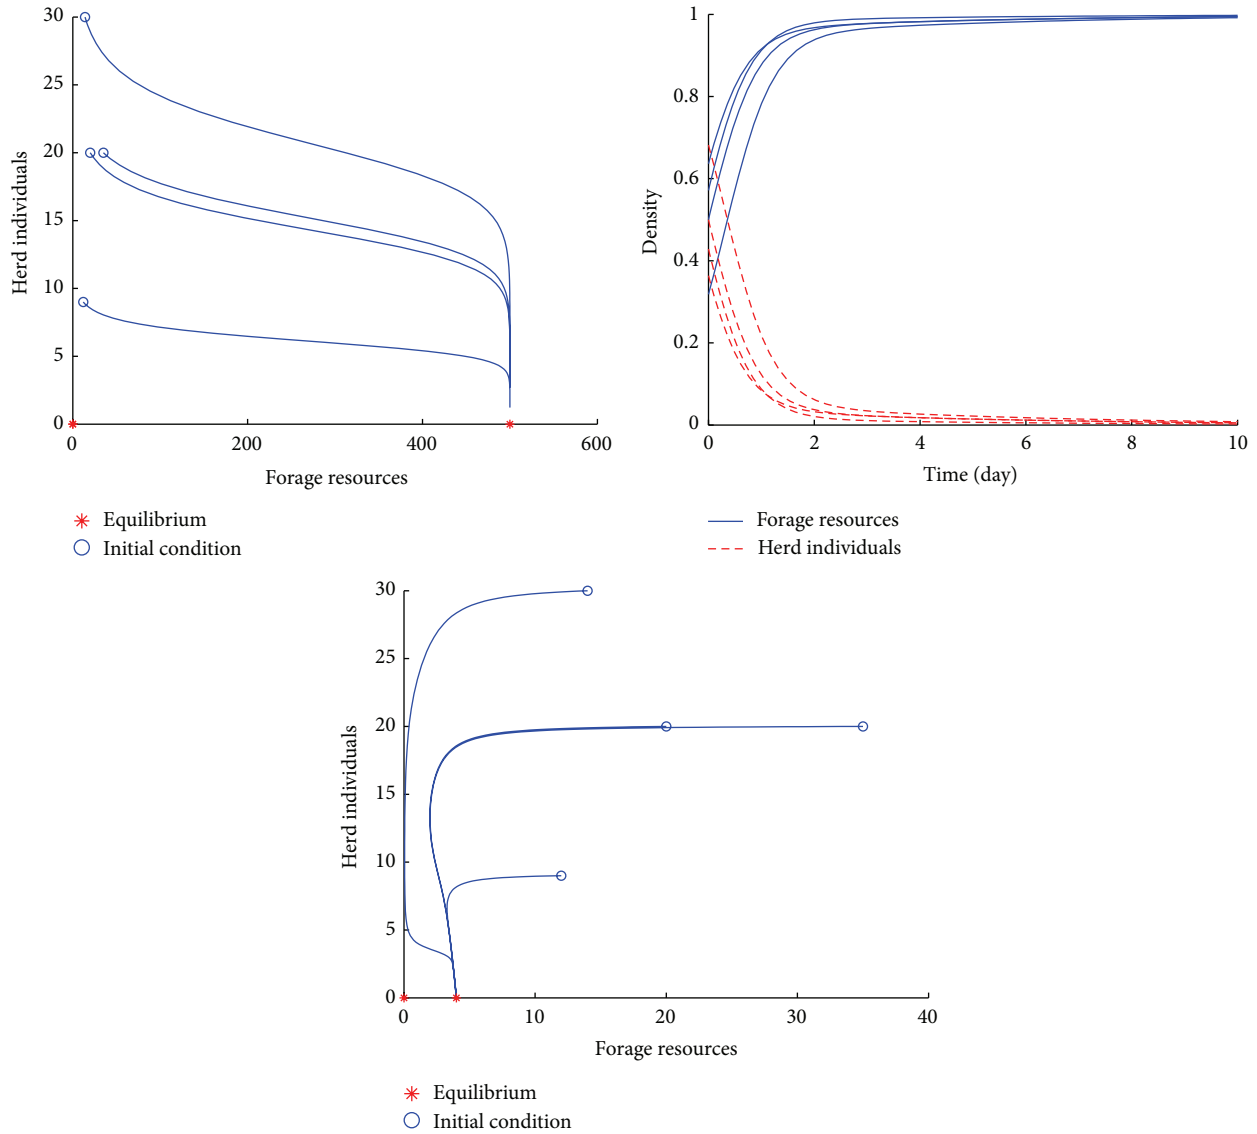 30
25
20
15
10
5
0
Herd individuals
0 200 400 600
Forage resources
Equilibrium
Initial condition
1
0.8
0.6
0.4
0.2
0
Density
0 2 4 6 8 10
Time (day)
Forage resources
Herd individuals
30
25
20
15
10
5
0
Herd individuals
0 10 20 30 40
Forage resources
Equilibrium
Initial condition